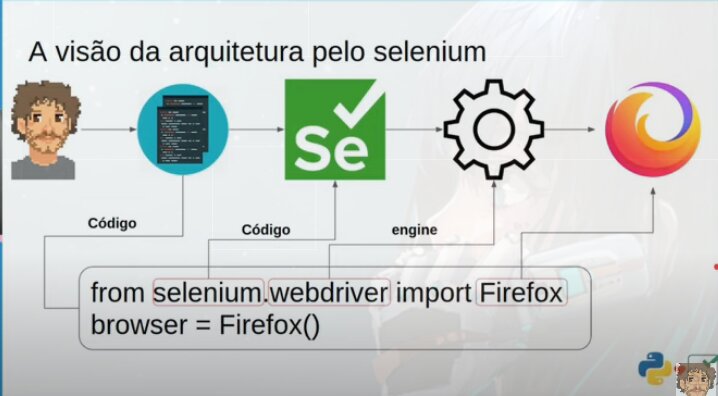 A visão da arquitetura pelo selenium
Se
Código
Código
engine
from selenium.webdriver import Firefox
browser = Firefox()